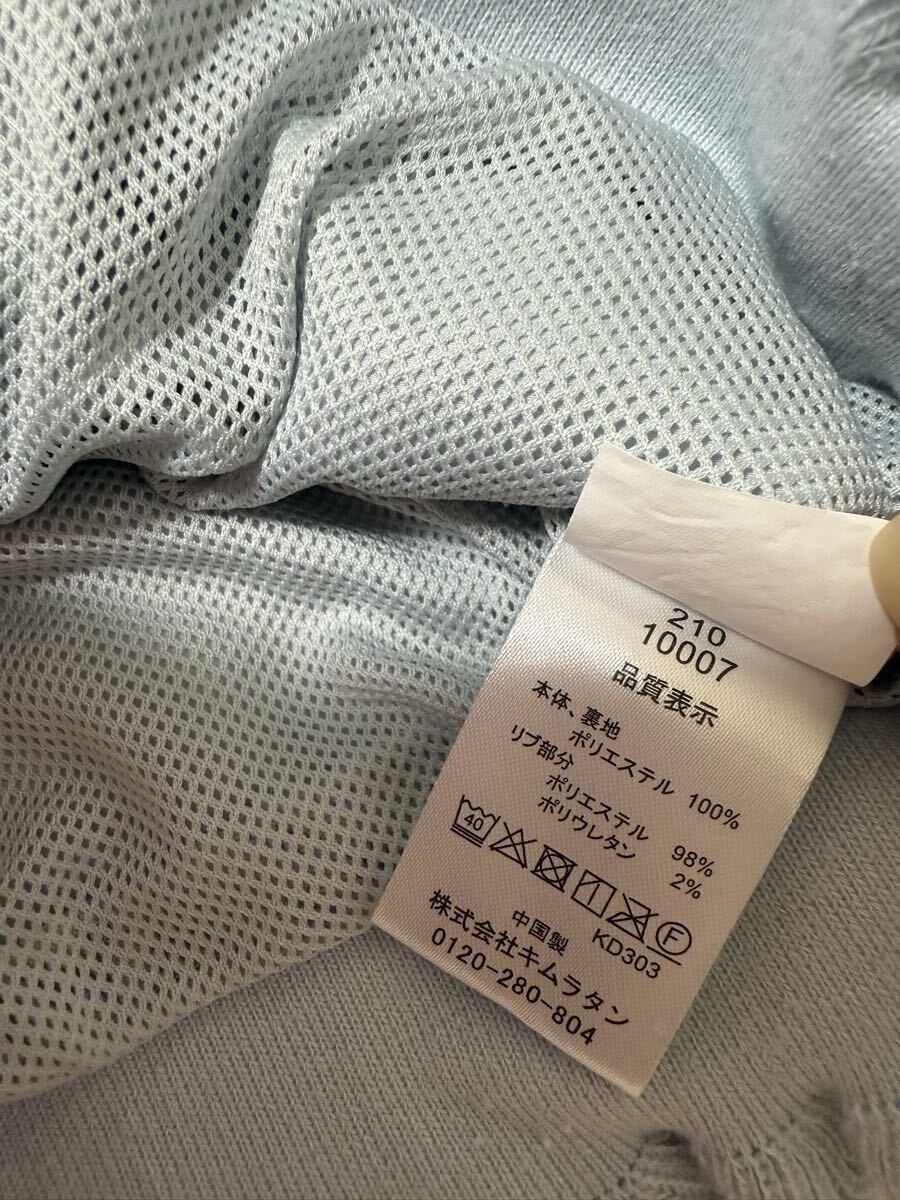 210
10007
品質表示
本体、裏地
ポリエステル 100%
リブ部分
ポリエステル 98%
ポリウレタン 2%
40
F
中国製 KD303
株式会社キムラタン
0120-280-804